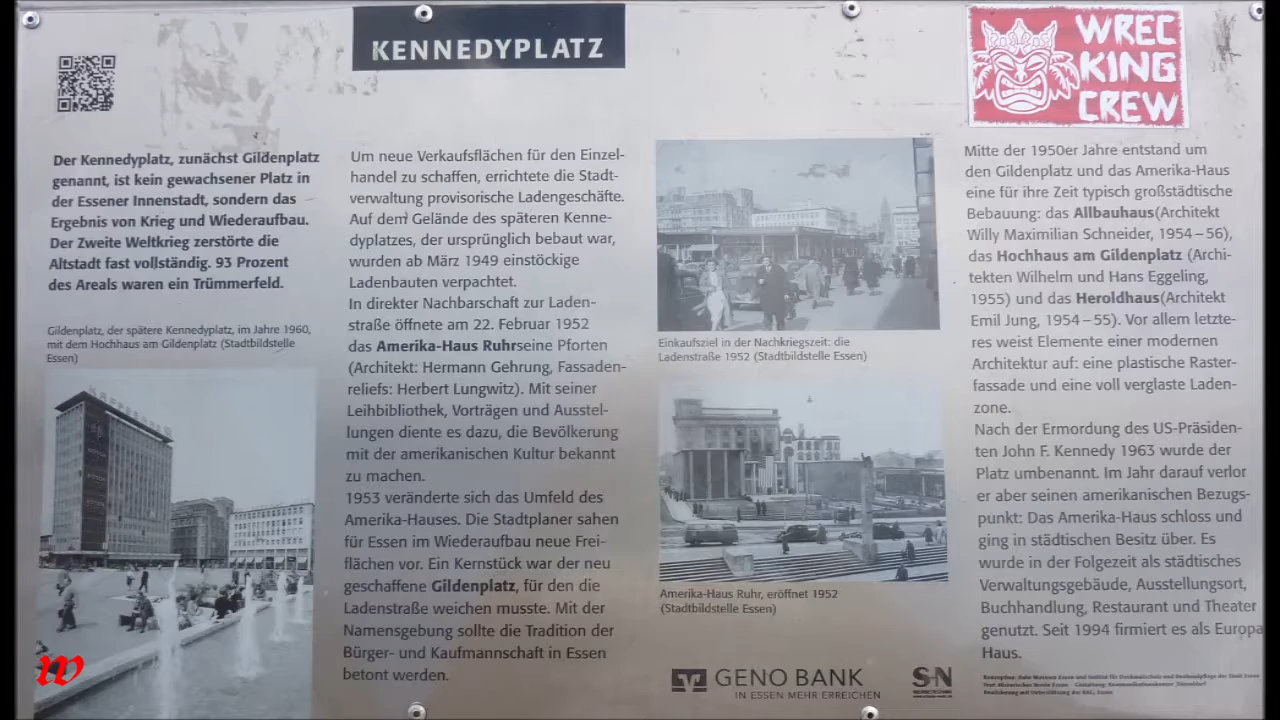 KENNEDYPLATZ
WREC
KING
CREW
Der Kennedyplatz, zunächst Gildenplatz
genannt, ist kein gewachsener Platz in
der Essener Innenstadt, sondern das
Ergebnis von Krieg und Wiederaufbau.
Der Zweite Weltkrieg zerstörte die
Altstadt fast vollständig. 93 Prozent
des Areals waren ein Trümmerfeld.
Gildenplatz, der spätere Kennedyplatz, im Jahre 1960,
mit dem Hochhaus am Gildenplatz (Stadtbildstelle
Essen)
w
Um neue Verkaufsflächen für den Einzel-
handel zu schaffen, errichtete die Stadt-
verwaltung provisorische Ladengeschäfte.
Auf dem Gelände des späteren Kenne-
dyplatzes, der ursprünglich bebaut war,
wurden ab März 1949 einstöckige
Ladenbauten verpachtet.
In direkter Nachbarschaft zur Laden-
straße öffnete am 22. Februar 1952
das Amerika-Haus Ruhrseine Pforten
(Architekt: Hermann Gehrung, Fassaden-
reliefs: Herbert Lungwitz). Mit seiner
Leihbibliothek, Vorträgen und Ausstel-
lungen diente es dazu, die Bevölkerung
mit der amerikanischen Kultur bekannt
zu machen.
1953 veränderte sich das Umfeld des
Amerika-Hauses. Die Stadtplaner sahen
für Essen im Wiederaufbau neue Frei-
flächen vor. Ein Kernstück war der neu
geschaffene Gildenplatz, für den die
Ladenstraße weichen musste. Mit der
Namensgebung sollte die Tradition der
Bürger- und Kaufmannschaft in Essen
betont werden.
Einkaufsziel in der Nachkriegszeit: die
Ladenstraße 1952 (Stadtbildstelle Essen)
Amerika-Haus Ruhr, eröffnet 1952
(Stadtbildstelle Essen)
GENO BANK
IN ESSEN MEHR ERREICHEN
S+N
Mitte der 1950er Jahre entstand um
den Gildenplatz und das Amerika-Haus
eine für ihre Zeit typisch großstädtische
Bebauung: das Allbauhaus(Architekt
Willy Maximilian Schneider, 1954–56),
das Hochhaus am Gildenplatz (Archi-
tekten Wilhelm und Hans Eggeling,
1955) und das Heroldhaus(Architekt
Emil Jung, 1954–55). Vor allem letzte-
res weist Elemente einer modernen
Architektur auf: eine plastische Raster-
fassade und eine voll verglaste Laden-
zone.
Nach der Ermordung des US-Präsiden-
ten John F. Kennedy 1963 wurde der
Platz umbenannt. Im Jahr darauf verlor
er aber seinen amerikanischen Bezugs-
punkt: Das Amerika-Haus schloss und
ging in städtischen Besitz über. Es
wurde in der Folgezeit als städtisches
Verwaltungsgebäude, Ausstellungsort,
Buchhandlung, Restaurant und Theater
genutzt. Seit 1994 firmiert es als Europa
Haus.